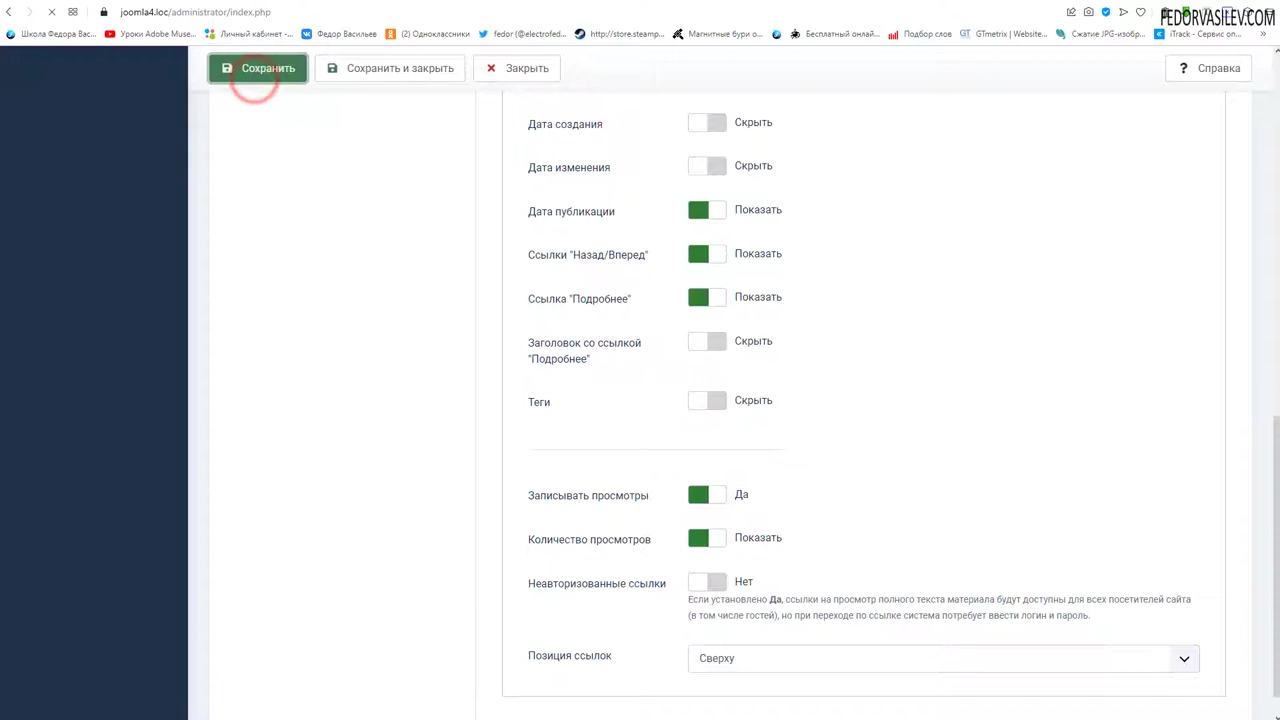 joomla4.loc/administrator/index.php
FEDORVASILEV.COM
Школа Федора Вас...
Уроки Adobe Muse...
Личный кабинет -...
Федор Васильев
(2) Одноклассники
fedor (@electrofed...
http://store.steamp...
Магнитные бури о...
Бесплатный онлай...
Подбор слов
GTmetrix | Website...
Сжатие JPG-изобр...
iTrack - Сервис оп...
»
Сохранить
Сохранить и закрыть
Закрыть
? Справка
Дата создания
Скрыть
Дата изменения
Скрыть
Дата публикации
Показать
Ссылки "Назад/Вперед"
Показать
Ссылка "Подробнее"
Показать
Заголовок со ссылкой
"Подробнее"
Скрыть
Теги
Скрыть
Записывать просмотры
Да
Количество просмотров
Показать
Неавторизованные ссылки
Нет
Если установлено Да, ссылки на просмотр полного текста материала будут доступны для всех посетителей сайта
(в том числе гостей), но при переходе по ссылке система потребует ввести логин и пароль.
Позиция ссылок
Сверху